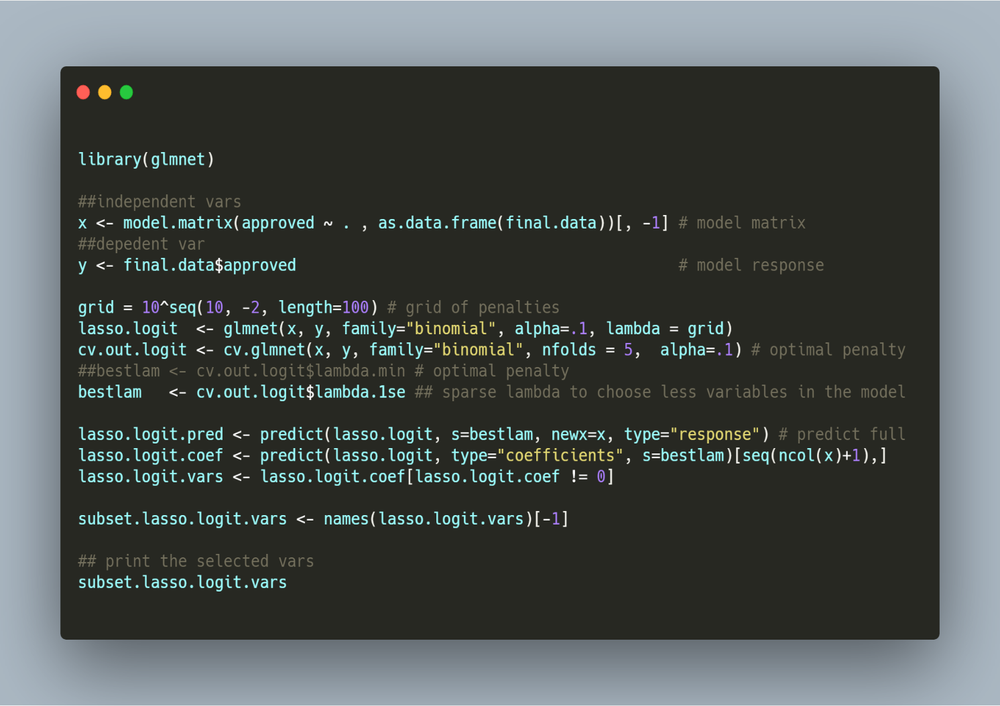 library(glmnet)

##independent vars
x <- model.matrix(approved ~ . , as.data.frame(final.data))[, -1] # model matrix
##depedent var
y <- final.data$approved                                          # model response

grid = 10^seq(10, -2, length=100) # grid of penalties
lasso.logit  <- glmnet(x, y, family="binomial", alpha=.1, lambda = grid)
cv.out.logit <- cv.glmnet(x, y, family="binomial", nfolds = 5,  alpha=.1) # optimal penalty
##bestlam <- cv.out.logit$lambda.min # optimal penalty
bestlam   <- cv.out.logit$lambda.1se ## sparse lambda to choose less variables in the model

lasso.logit.pred <- predict(lasso.logit, s=bestlam, newx=x, type="response") # predict full
lasso.logit.coef <- predict(lasso.logit, type="coefficients", s=bestlam)[seq(ncol(x)+1),]
lasso.logit.vars <- lasso.logit.coef[lasso.logit.coef != 0]

subset.lasso.logit.vars <- names(lasso.logit.vars)[-1]

## print the selected vars
subset.lasso.logit.vars